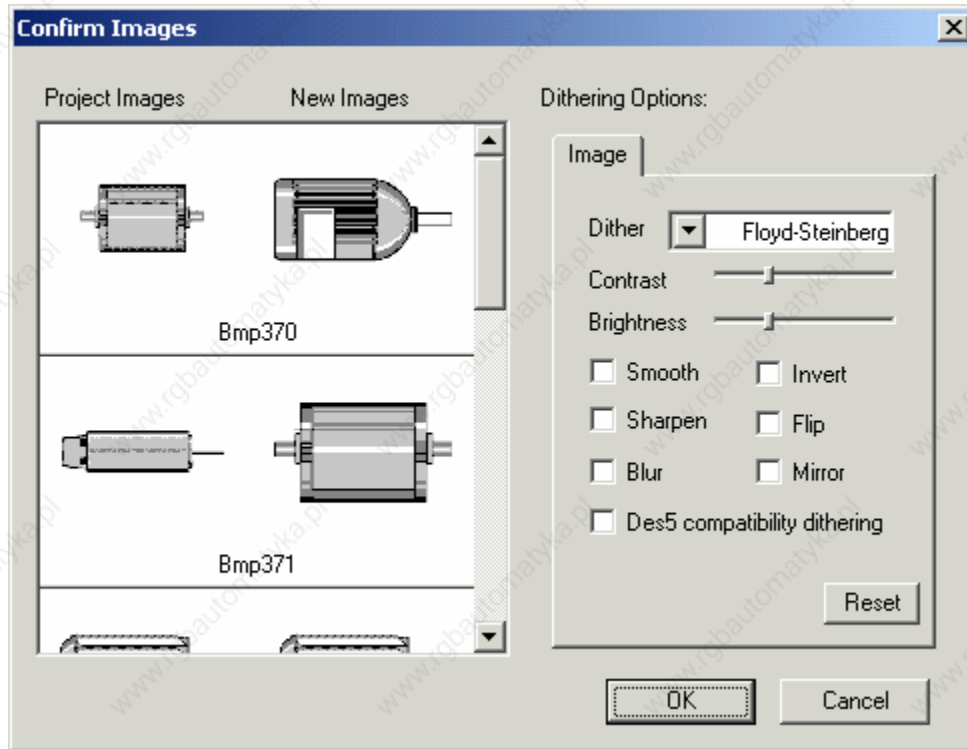 Confirm Images
Project Images New Images
Bmp370
Bmp371
Dithering Options:
Image
Dither Floyd-Steinberg
Contrast
Brightness
Smooth Invert
Sharpen Flip
Blur Mirror
Des5 compatibility dithering
Reset
OK Cancel
www.rgbautomatyka.pl